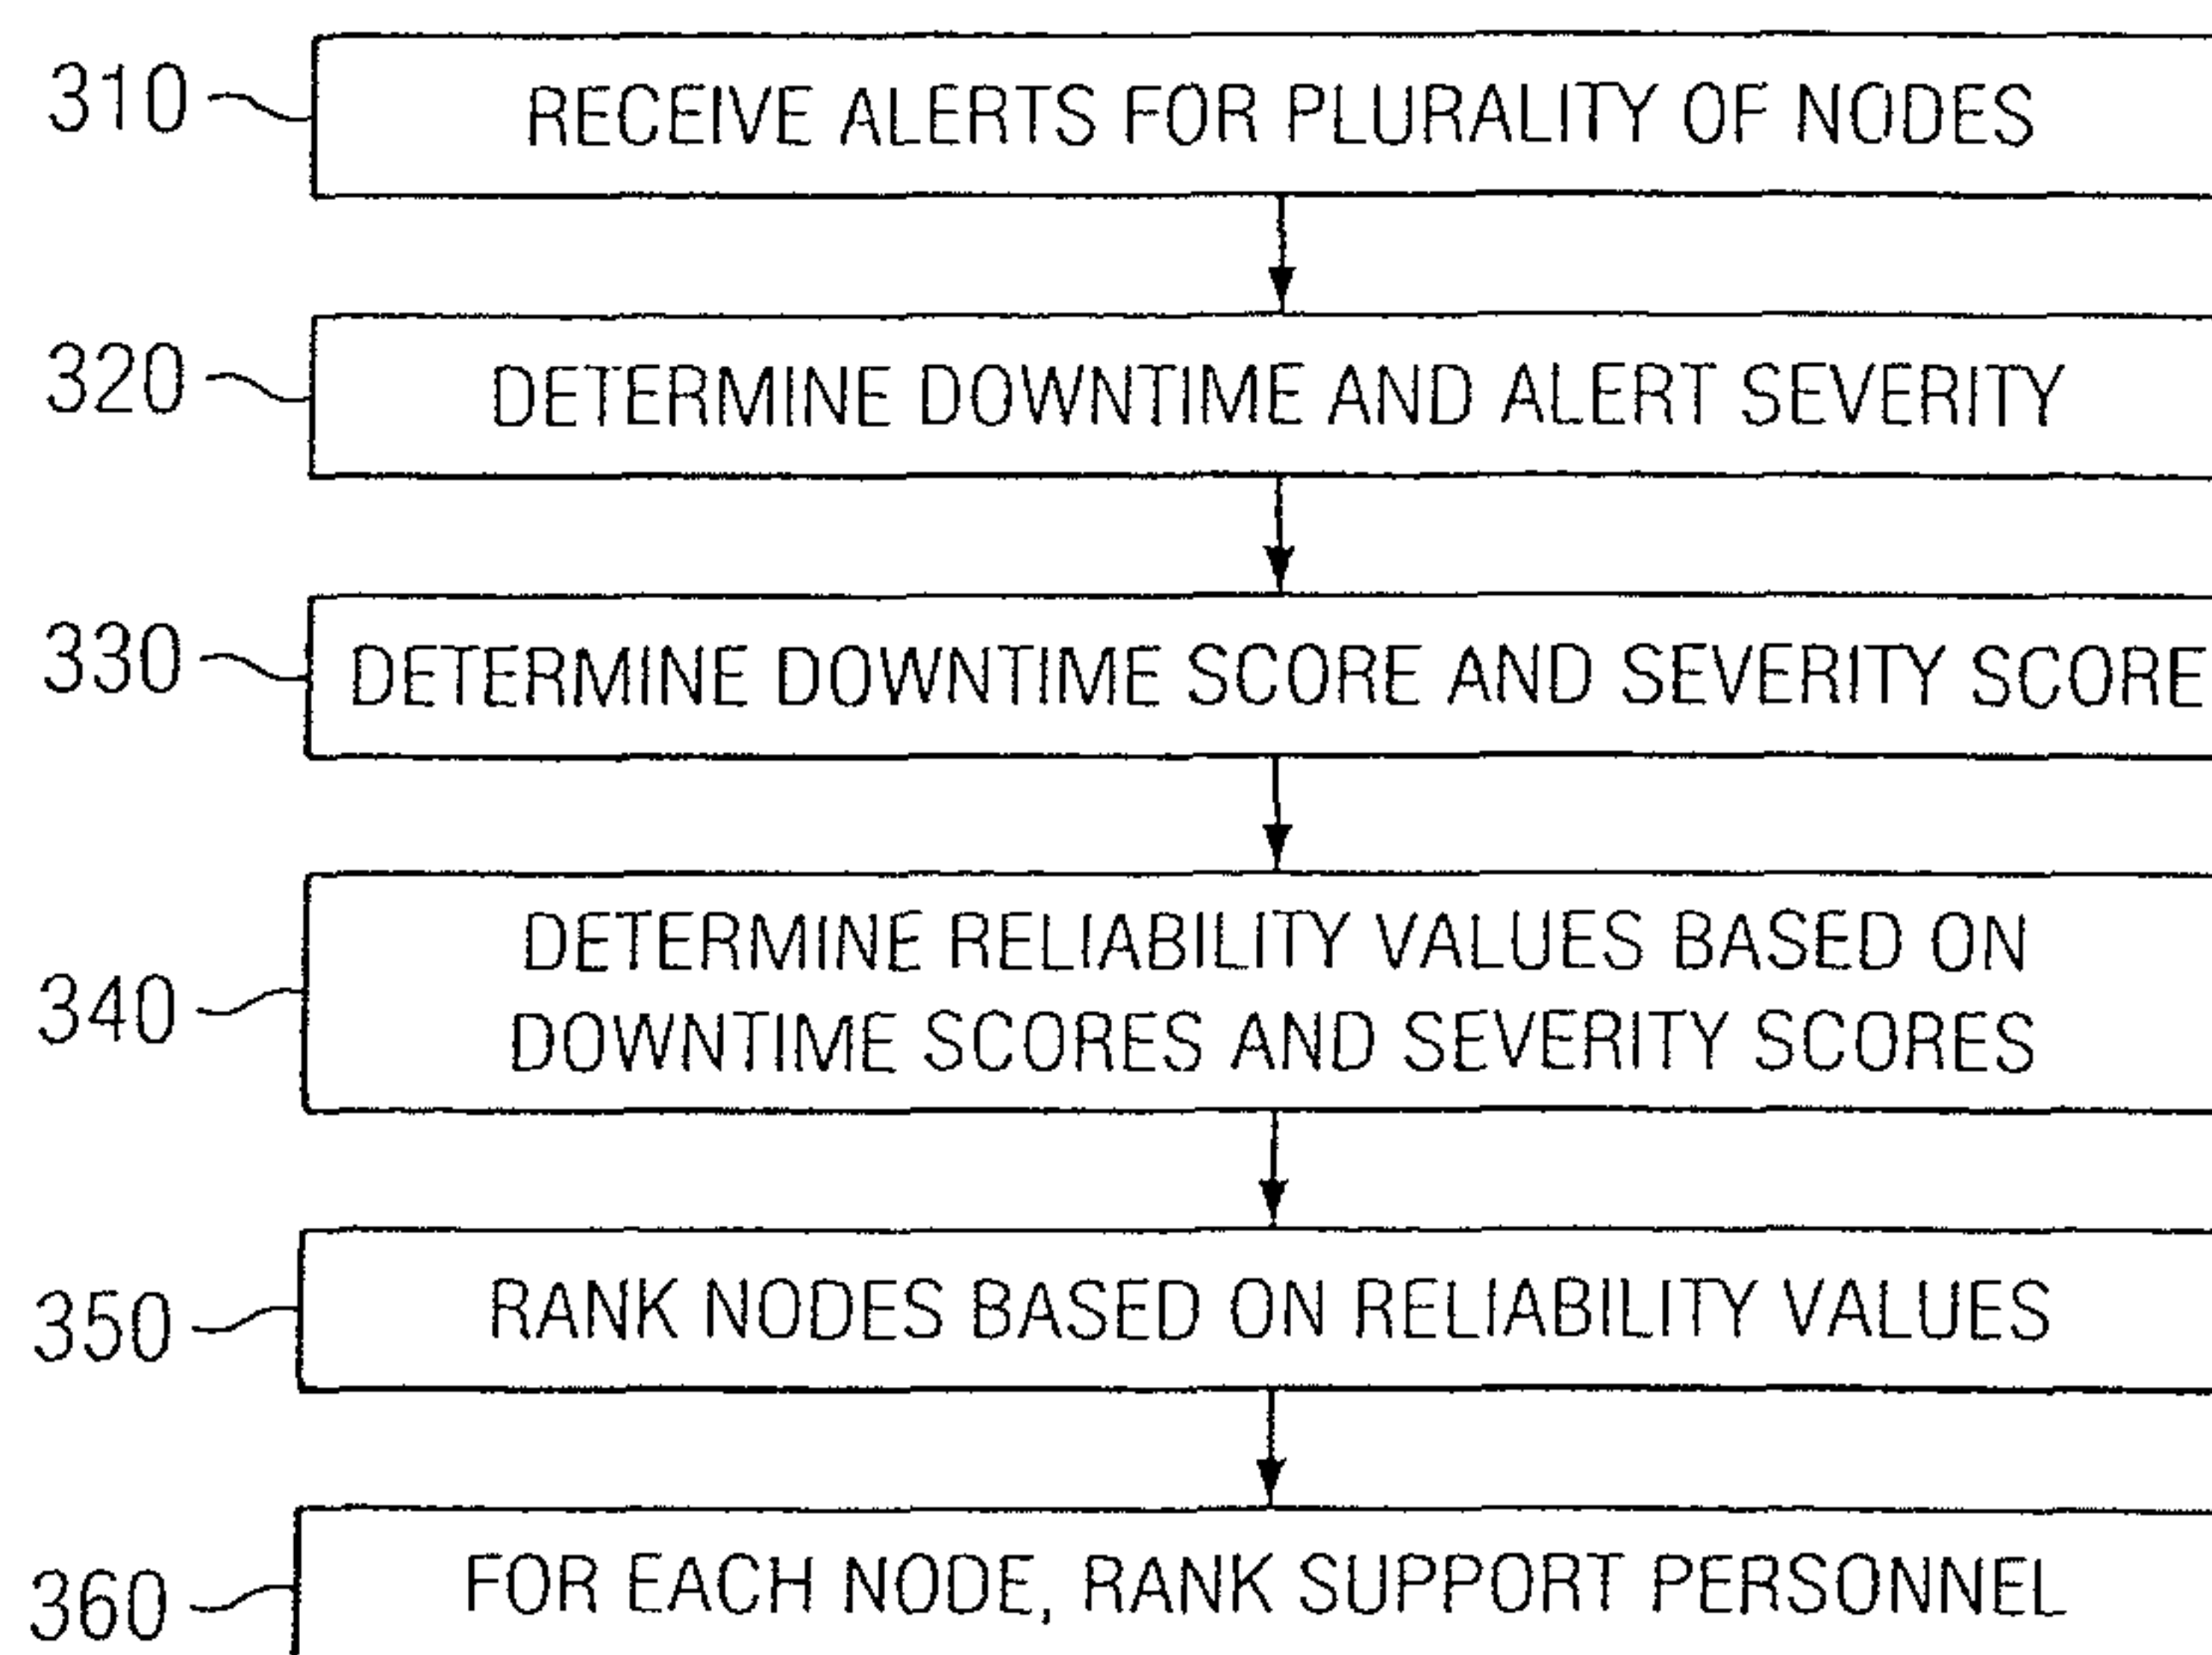 310 RECEIVE ALERTS FOR PLURALITY OF NODES
320 DETERMINE DOWNTIME AND ALERT SEVERITY
330 DETERMINE DOWNTIME SCORE AND SEVERITY SCORE
DETERMINE RELIABILITY VALUES BASED ON
340 DOWNTIME SCORES AND SEVERITY SCORES
350 RANK NODES BASED ON RELIABILITY VALUES
360 FOR EACH NODE, RANK SUPPORT PERSONNEL